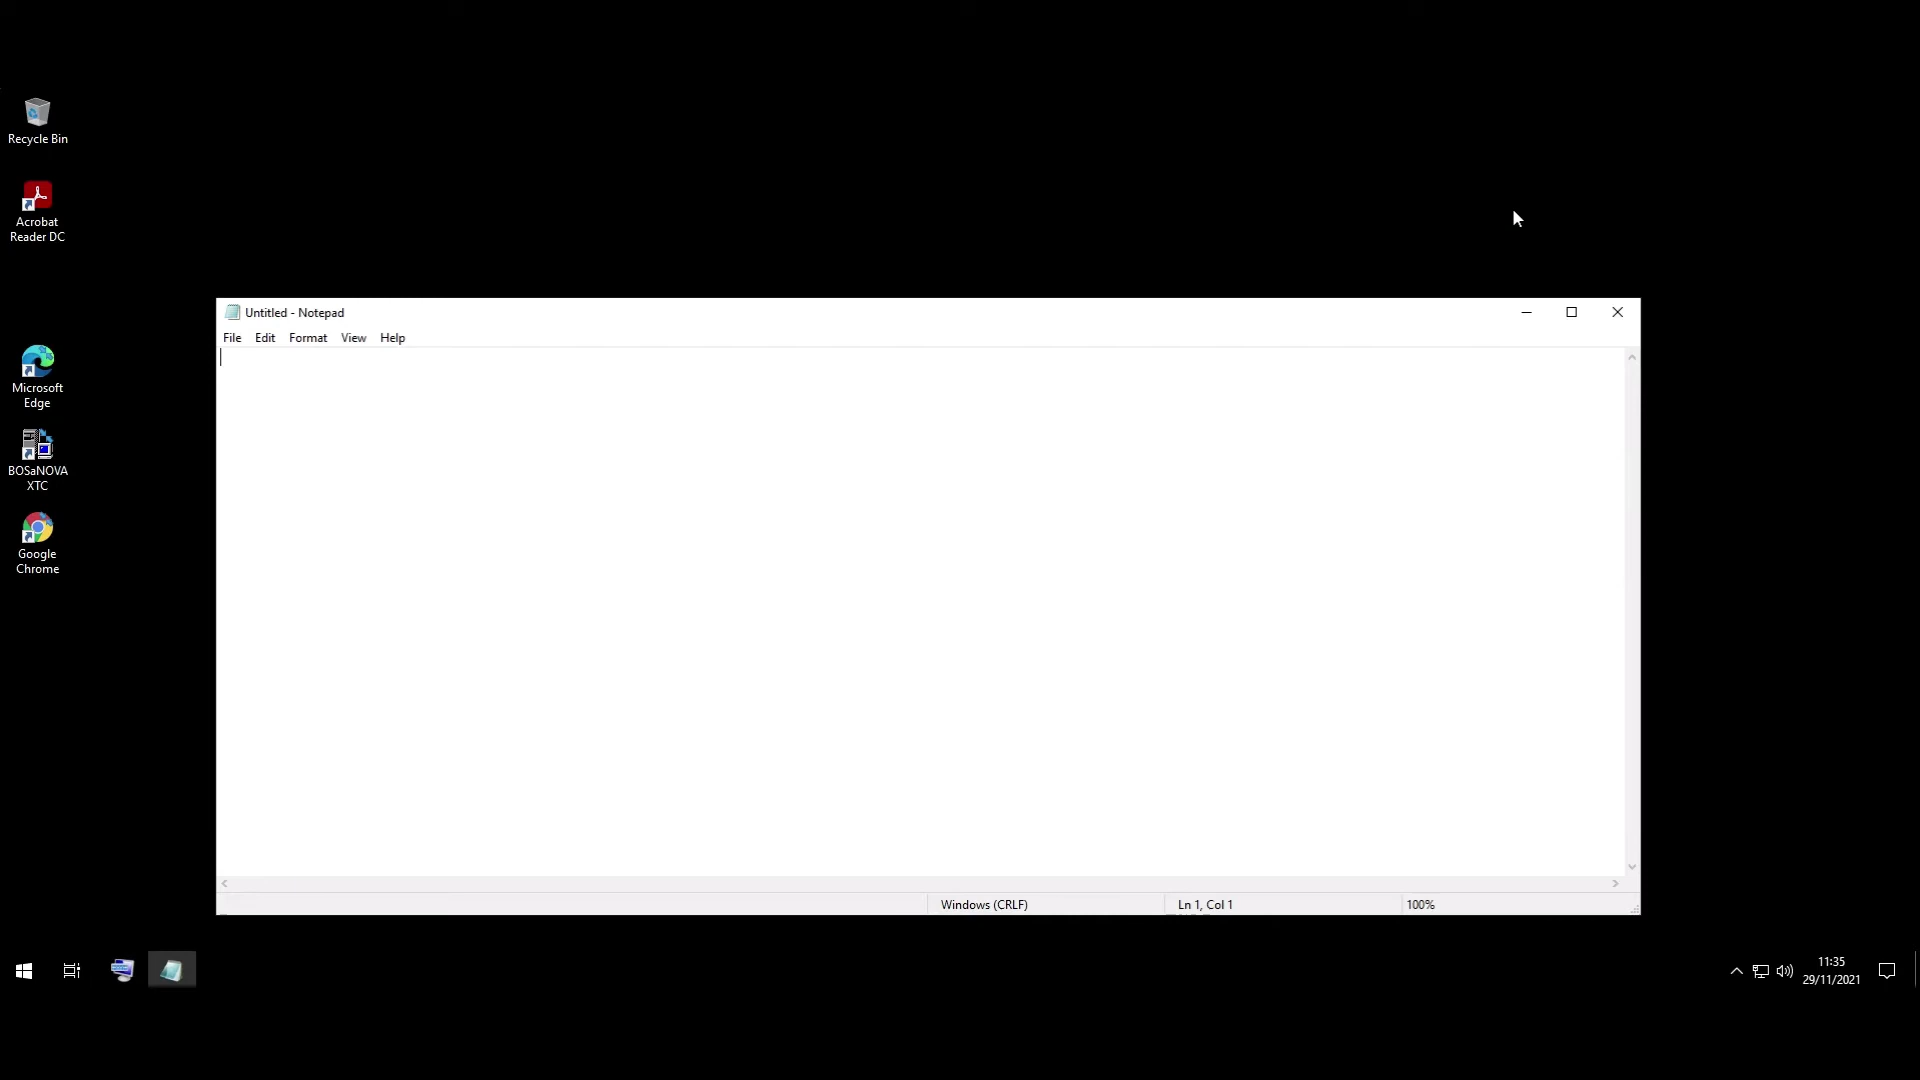 Recycle Bin
Acrobat
Reader DC
Untitled - Notepad
File Edit Format View Help
Microsoft
Edge
BOSaNOVA
XTC
Google
Chrome
Windows (CRLF) Ln 1, Col 1 100%
11:35
29/11/2021